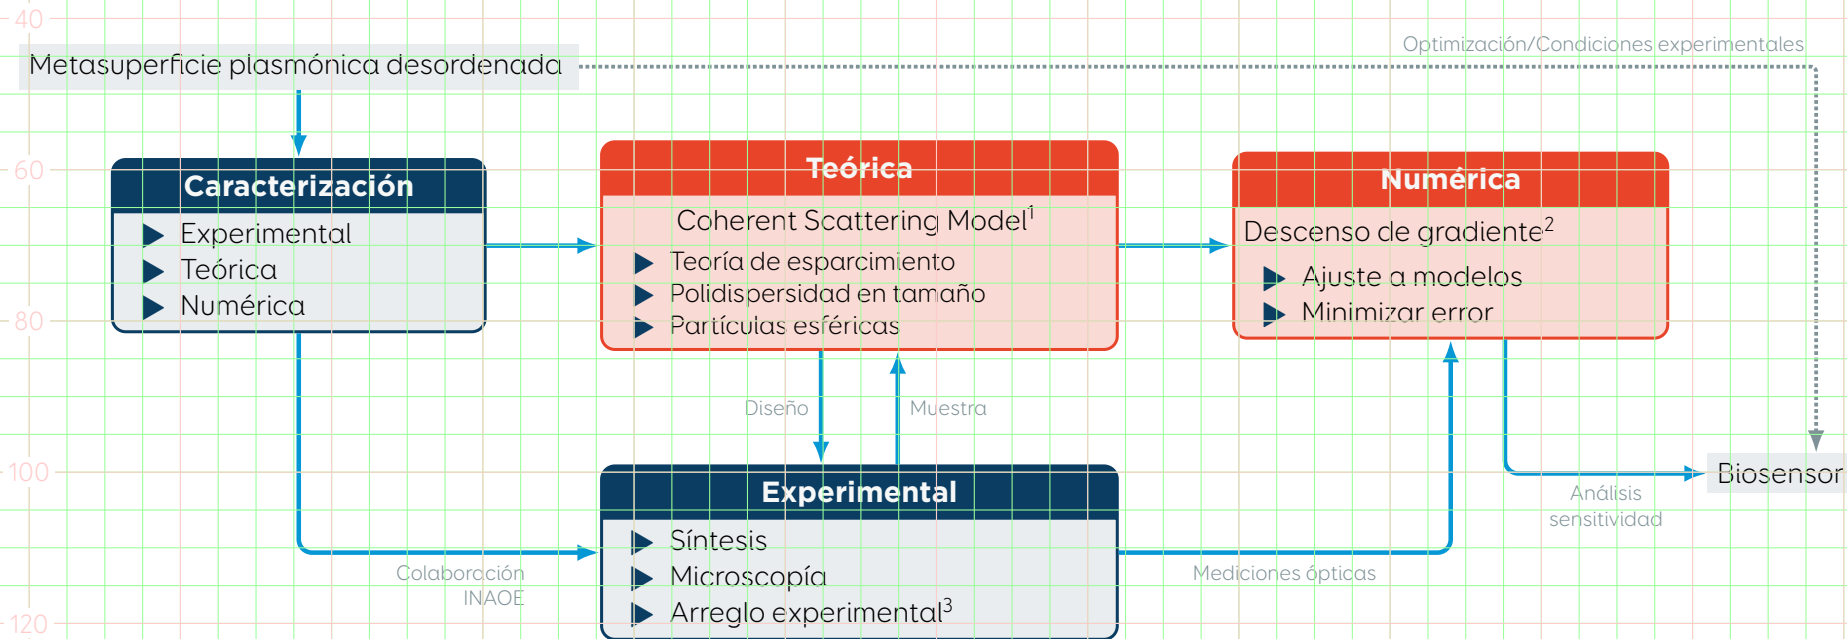 40
Optimización/Condiciones experimentales
Metasuperficie plasmónica desordenada
60
Caracterización
Experimental
Teórica
Numérica
Teórica
Coherent Scattering Model¹
Teoría de esparcimiento
Polidispersidad en tamaño
Partículas esféricas
Numérica
Descenso de gradiente²
Ajuste a modelos
Minimizar error
80
Diseño
Muestra
100
Experimental
Síntesis
Microscopía
Arreglo experimental³
Biosensor
Análisis
sensitividad
Colaboración
INAOE
Mediciones ópticas
120